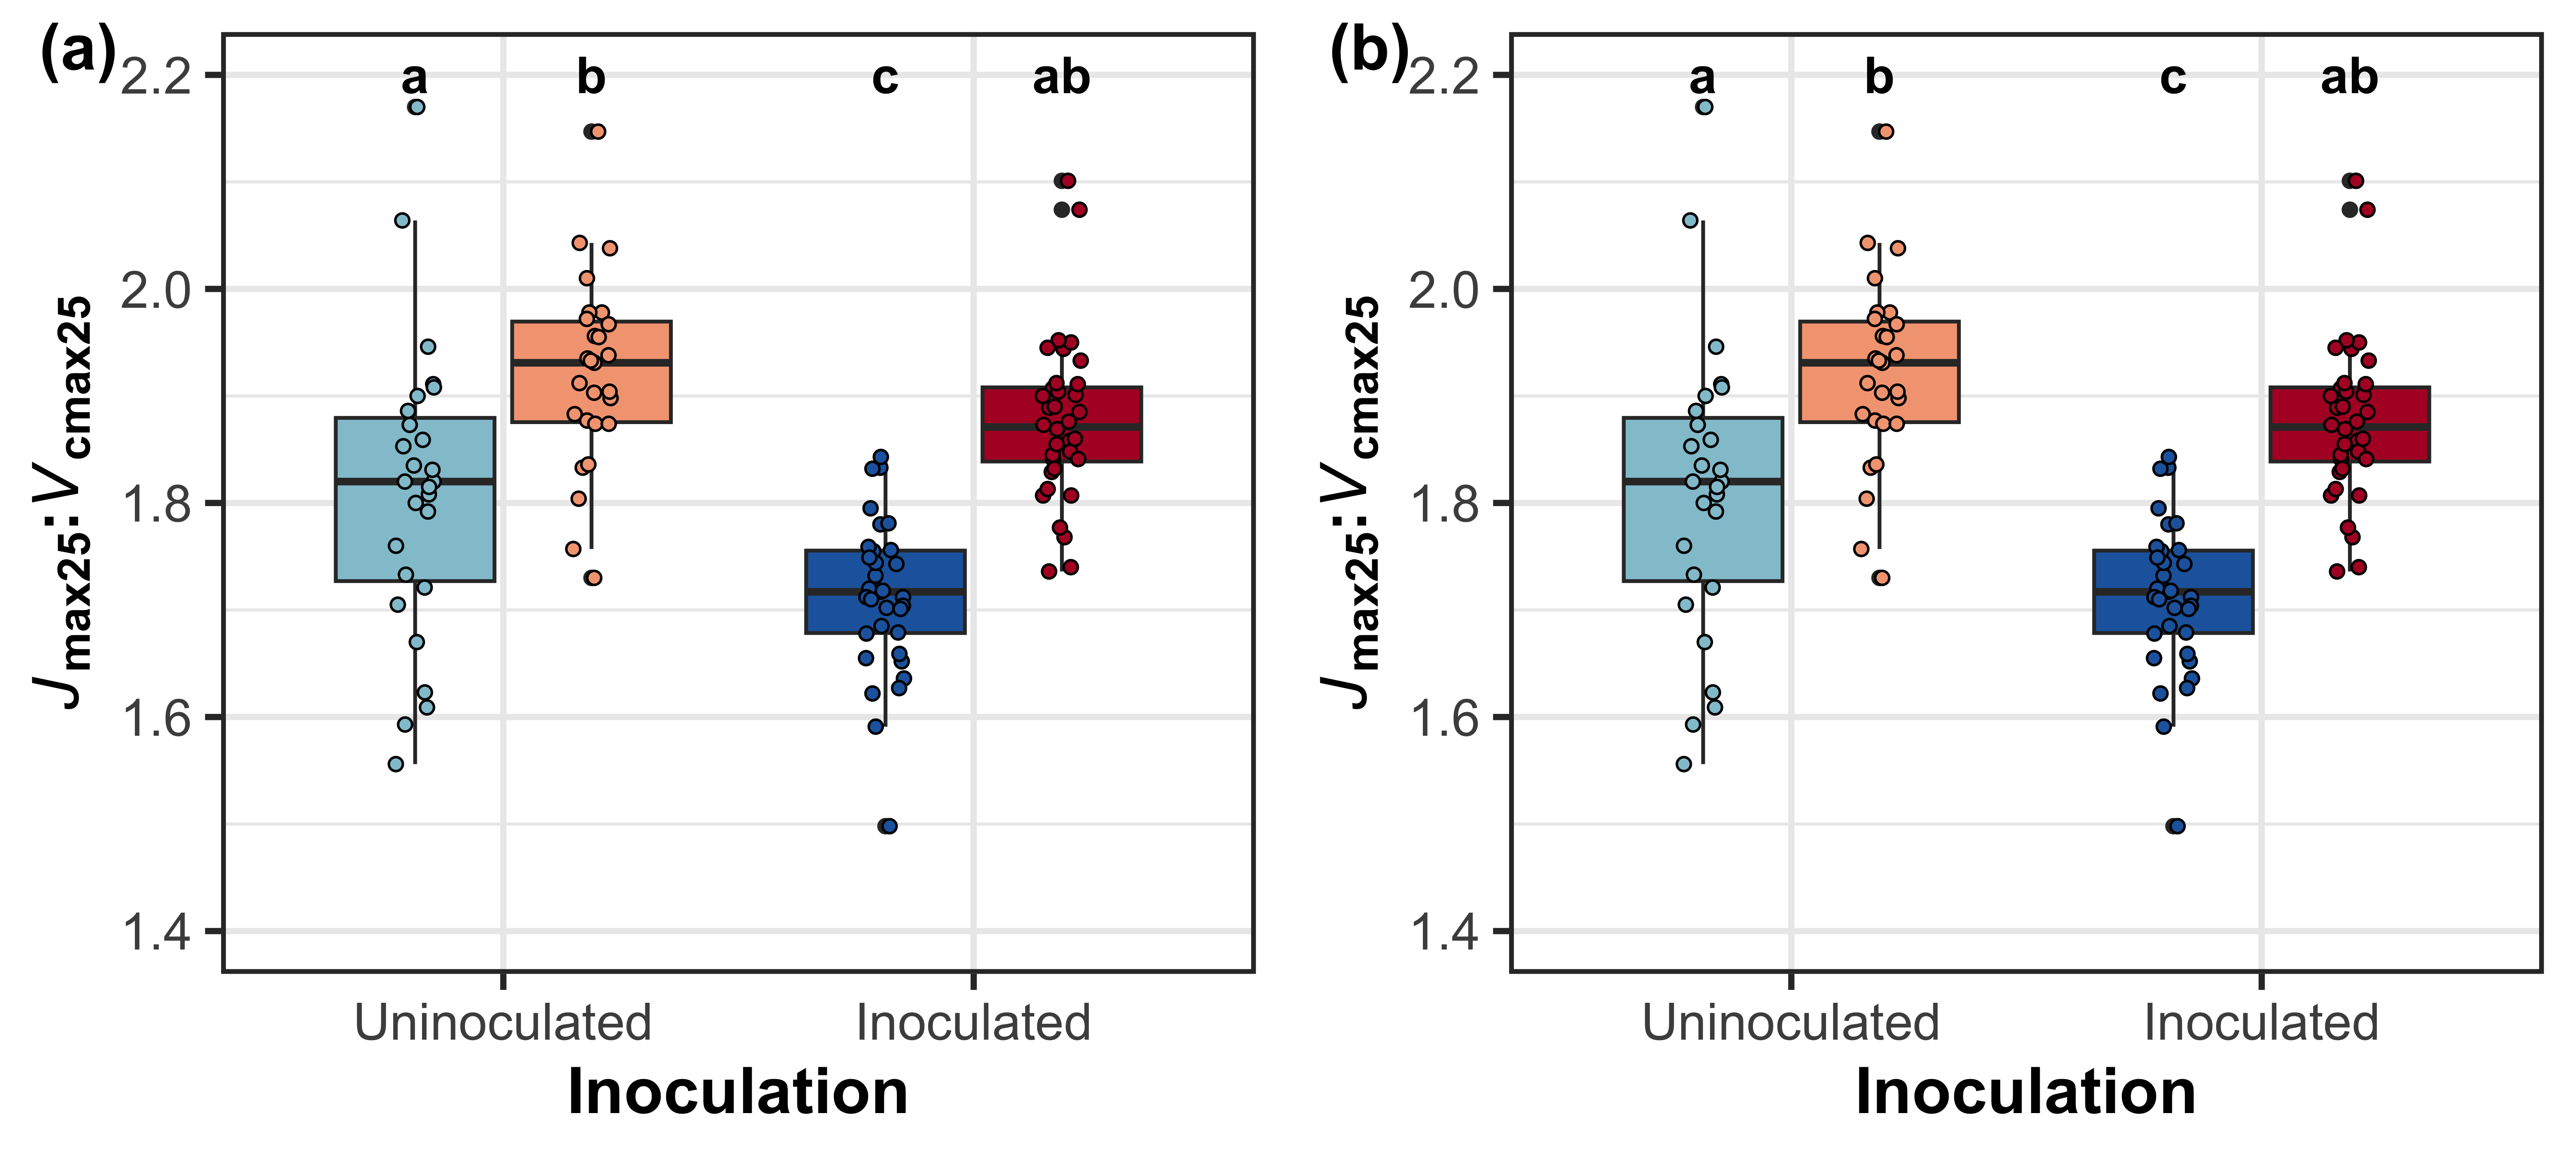 (a)
2.2
2.0
1.8
1.6
1.4
Jmax25:Vcmax25
a b c ab
Uninoculated Inoculated
Inoculation
(b)
2.2
2.0
1.8
1.6
1.4
Jmax25:Vcmax25
a b c ab
Uninoculated Inoculated
Inoculation